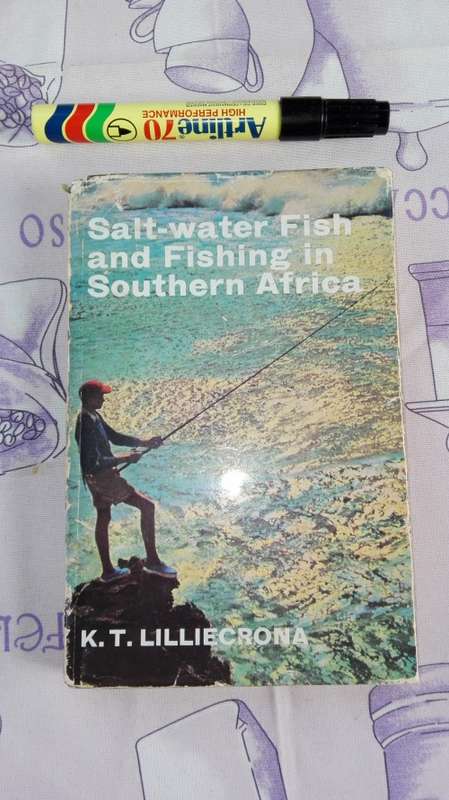 Artline 70
HIGH PERFORMANCE
Salt-water Fish
and Fishing in
Southern Africa
K. T. LILLIECRONA